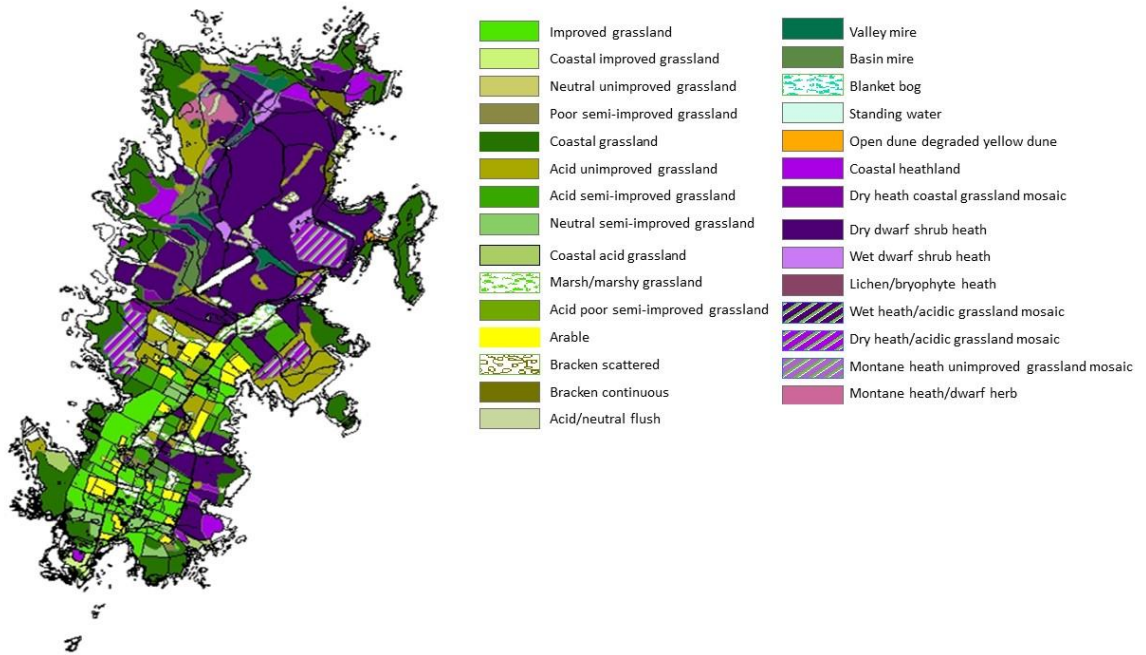 Improved grassland
Coastal improved grassland
Neutral unimproved grassland
Poor semi-improved grassland
Coastal grassland
Acid unimproved grassland
Acid semi-improved grassland
Neutral semi-improved grassland
Coastal acid grassland
Marsh/marshy grassland
Acid poor semi-improved grassland
Arable
Bracken scattered
Bracken continuous
Acid/neutral flush
Valley mire
Basin mire
Blanket bog
Standing water
Open dune degraded yellow dune
Coastal heathland
Dry heath coastal grassland mosaic
Dry dwarf shrub heath
Wet dwarf shrub heath
Lichen/bryophyte heath
Wet heath/acidic grassland mosaic
Dry heath/acidic grassland mosaic
Montane heath unimproved grassland mosaic
Montane heath/dwarf herb